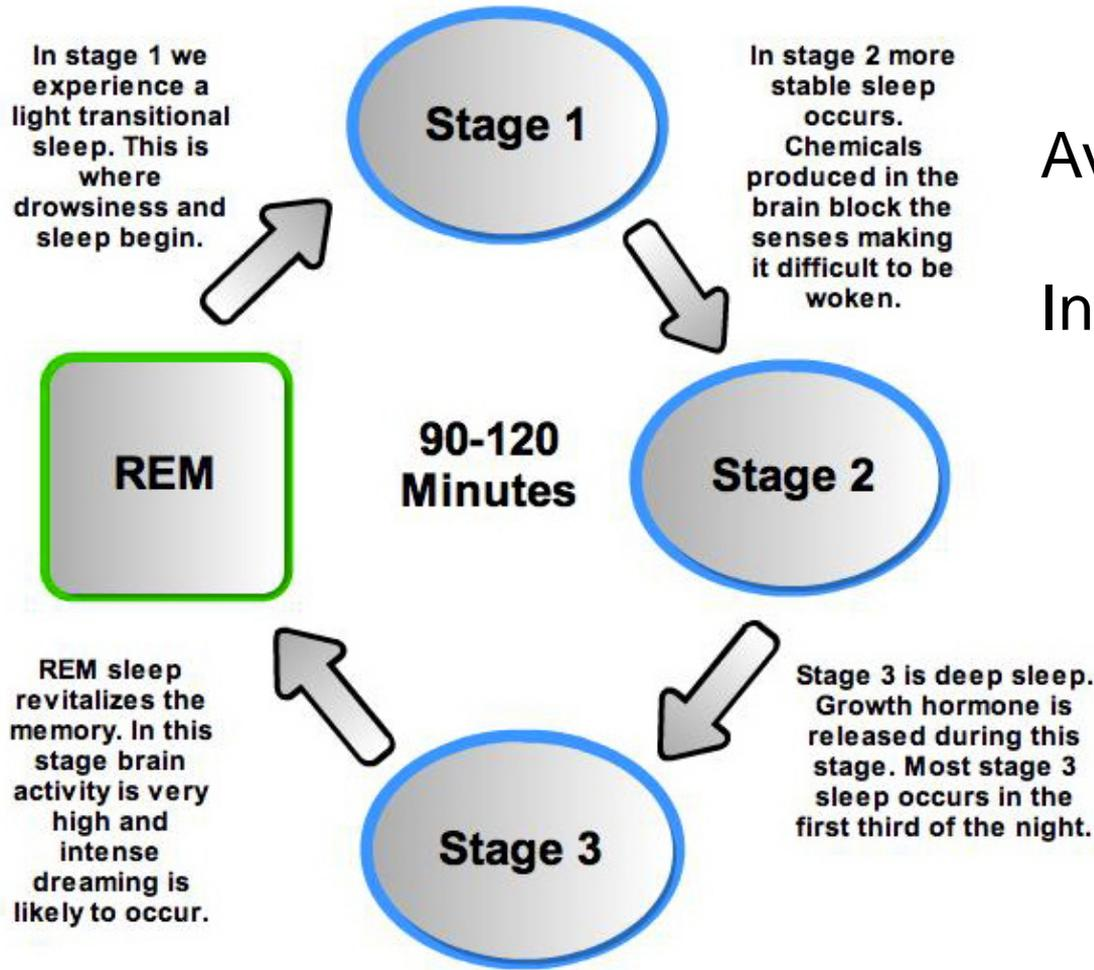 In stage 1 we
experience a
light transitional
sleep. This is
where
drowsiness and
sleep begin.
Stage 1
In stage 2 more
stable sleep
occurs.
Chemicals
produced in the
brain block the
senses making
it difficult to be
woken.
REM
90-120
Minutes
Stage 2
REM sleep
revitalizes the
memory. In this
stage brain
activity is very
high and
intense
dreaming is
likely to occur.
Stage 3
Stage 3 is deep sleep.
Growth hormone is
released during this
stage. Most stage 3
sleep occurs in the
first third of the night.